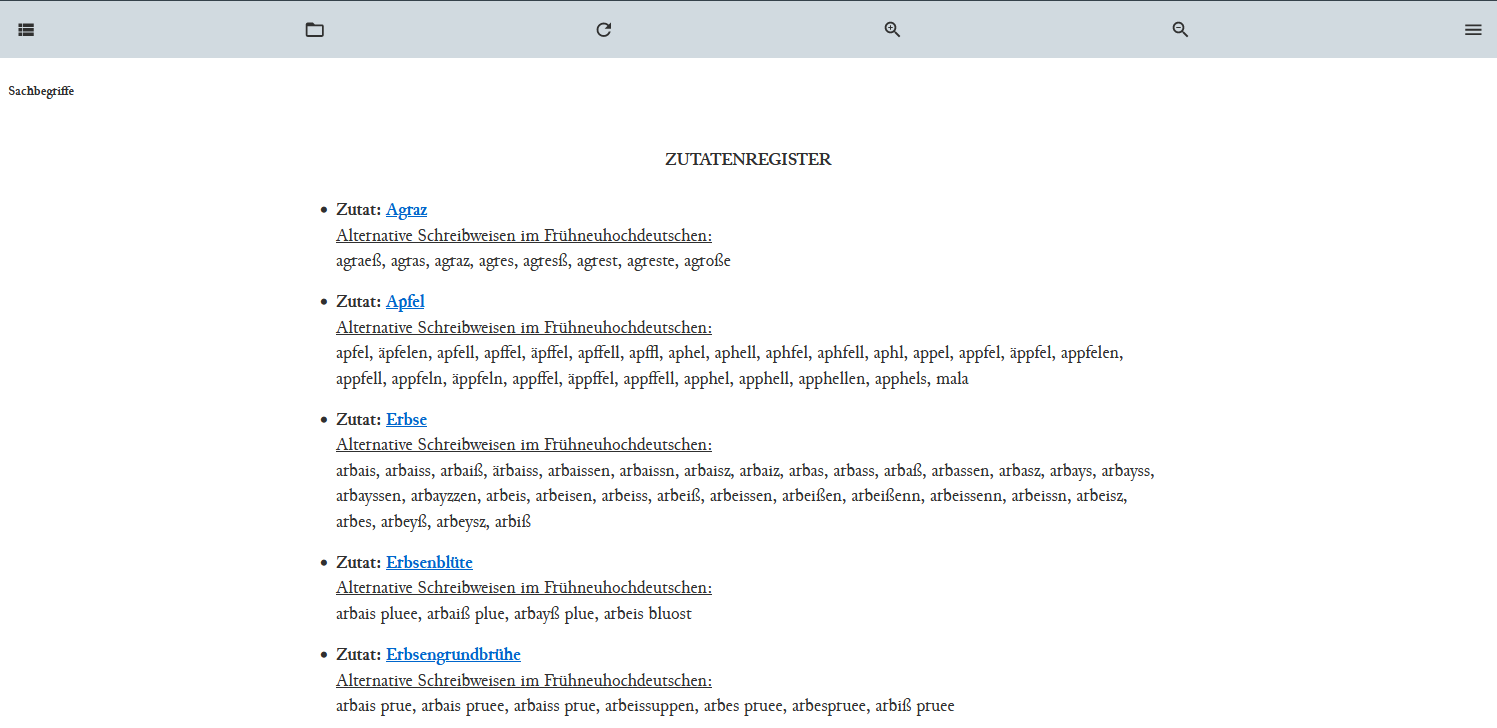 Sachbegriffe
ZUTATENREGISTER
• Zutat: Agraz
Alternative Schreibweisen im Frühneuhochdeutschen:
agraeß, agras, agraz, agres, agresß, agrest, agreste, agroße
• Zutat: Apfel
Alternative Schreibweisen im Frühneuhochdeutschen:
apfel, äpfelen, apfell, apffel, äpffel, apffell, apffl, aphel, aphell, aphfel, aphfell, aphl, appel, appfel, äppfel, appfelen,
appfell, appfeln, äppfeln, appffel, äppffel, appffell, apphel, apphell, apphellen, apphels, mala
• Zutat: Erbse
Alternative Schreibweisen im Frühneuhochdeutschen:
arbais, arbaiss, arbaiß, ärbaiss, arbaissen, arbaissn, arbaisz, arbaiz, arbas, arbass, arbaß, arbassen, arbasz, arbays, arbayss,
arbayssen, arbayzzen, arbeis, arbeisen, arbeiss, arbeiß, arbeissen, arbeißen, arbeißenn, arbeissenn, arbeissn, arbeisz,
arbes, arbeyß, arbeysz, arbiß
• Zutat: Erbsenblüte
Alternative Schreibweisen im Frühneuhochdeutschen:
arbais pluee, arbaiß plue, arbayß plue, arbeis bluost
• Zutat: Erbsengrundbrühe
Alternative Schreibweisen im Frühneuhochdeutschen:
arbais prue, arbais pruee, arbaiss prue, arbeissuppen, arbes pruee, arbespruee, arbiß pruee